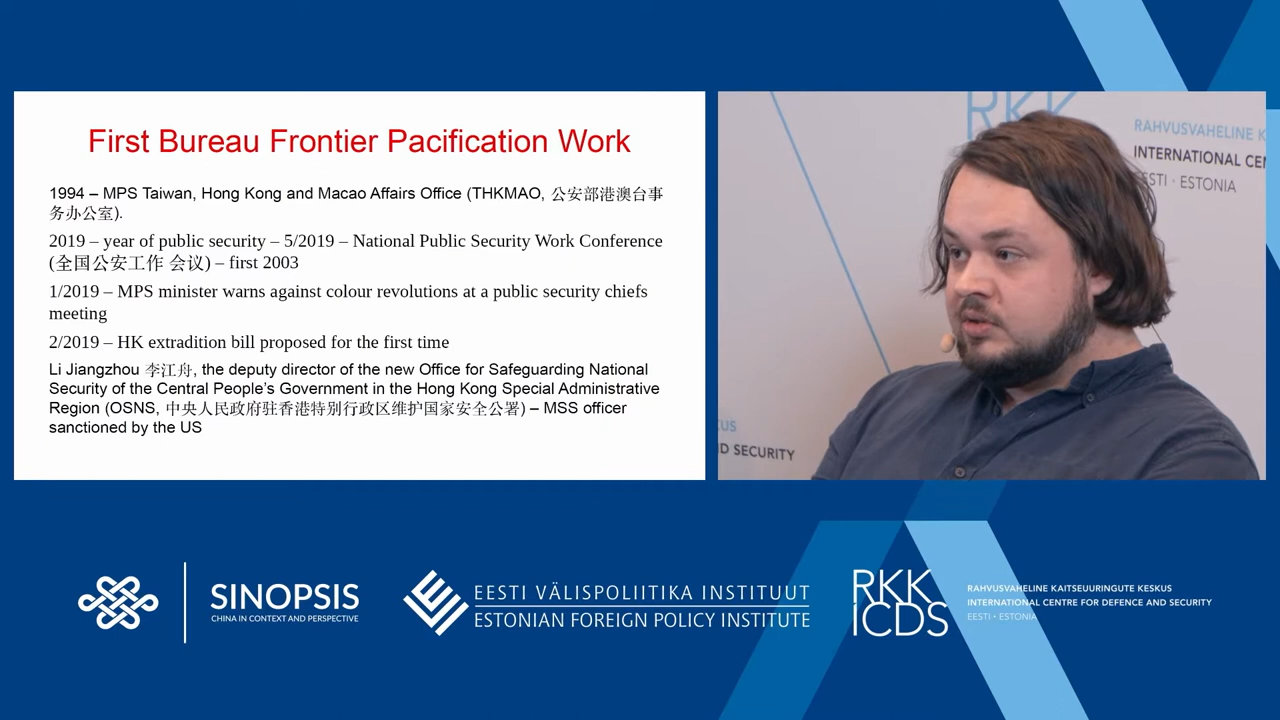 First Bureau Frontier Pacification Work
1994 – MPS Taiwan, Hong Kong and Macao Affairs Office (THKMAO, 公安部港澳台事
务办公室).
2019 – year of public security – 5/2019 – National Public Security Work Conference
(全国公安工作 会议) – first 2003
1/2019 – MPS minister warns against colour revolutions at a public security chiefs
meeting
2/2019 – HK extradition bill proposed for the first time
Li Jiangzhou 李江舟, the deputy director of the new Office for Safeguarding National
Security of the Central People's Government in the Hong Kong Special Administrative
Region (OSNS, 中央人民政府驻香港特别行政区维护国家安全公署) – MSS officer
sanctioned by the US
RKK
RAHVUSVAHELINE K
INTERNATIONAL CE
EESTI · ESTONIA
D SECURITY
SINOPSIS
CHINA IN CONTEXT AND PERSPECTIVE
EESTI VÄLISPOLIITIKA INSTITUUT
ESTONIAN FOREIGN POLICY INSTITUTE
RKK
ICDS
RAHVUSVAHELINE KAITSEUURINGUTE KESKUS
INTERNATIONAL CENTRE FOR DEFENCE AND SECURITY
EESTI · ESTONIA